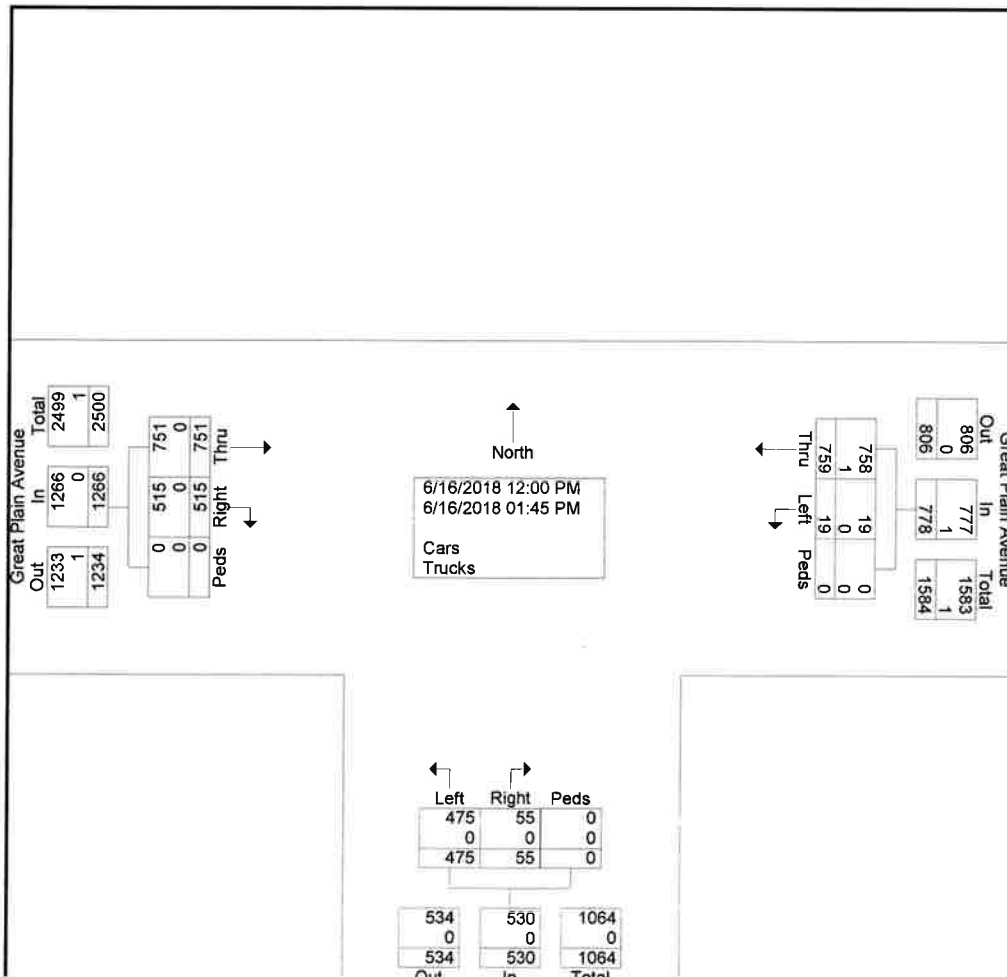 Great Plain Avenue
Total In Out
2499 1266 1233
1 0 1
2500 1266 1234
751 515
0 0 0
751 515 0
Thru Right Peds
North
6/16/2018 12:00 PM
6/16/2018 01:45 PM
Cars
Trucks
Great Plain Avenue
Out In Total
806 777 1583
0 1 1
806 778 1584
758 19 0
1 0 0
759 19 0
Thru Left Peds
Left Right Peds
475 55 0
0 0 0
475 55 0
534 530 1064
0 0 0
534 530 1064
Out In Total